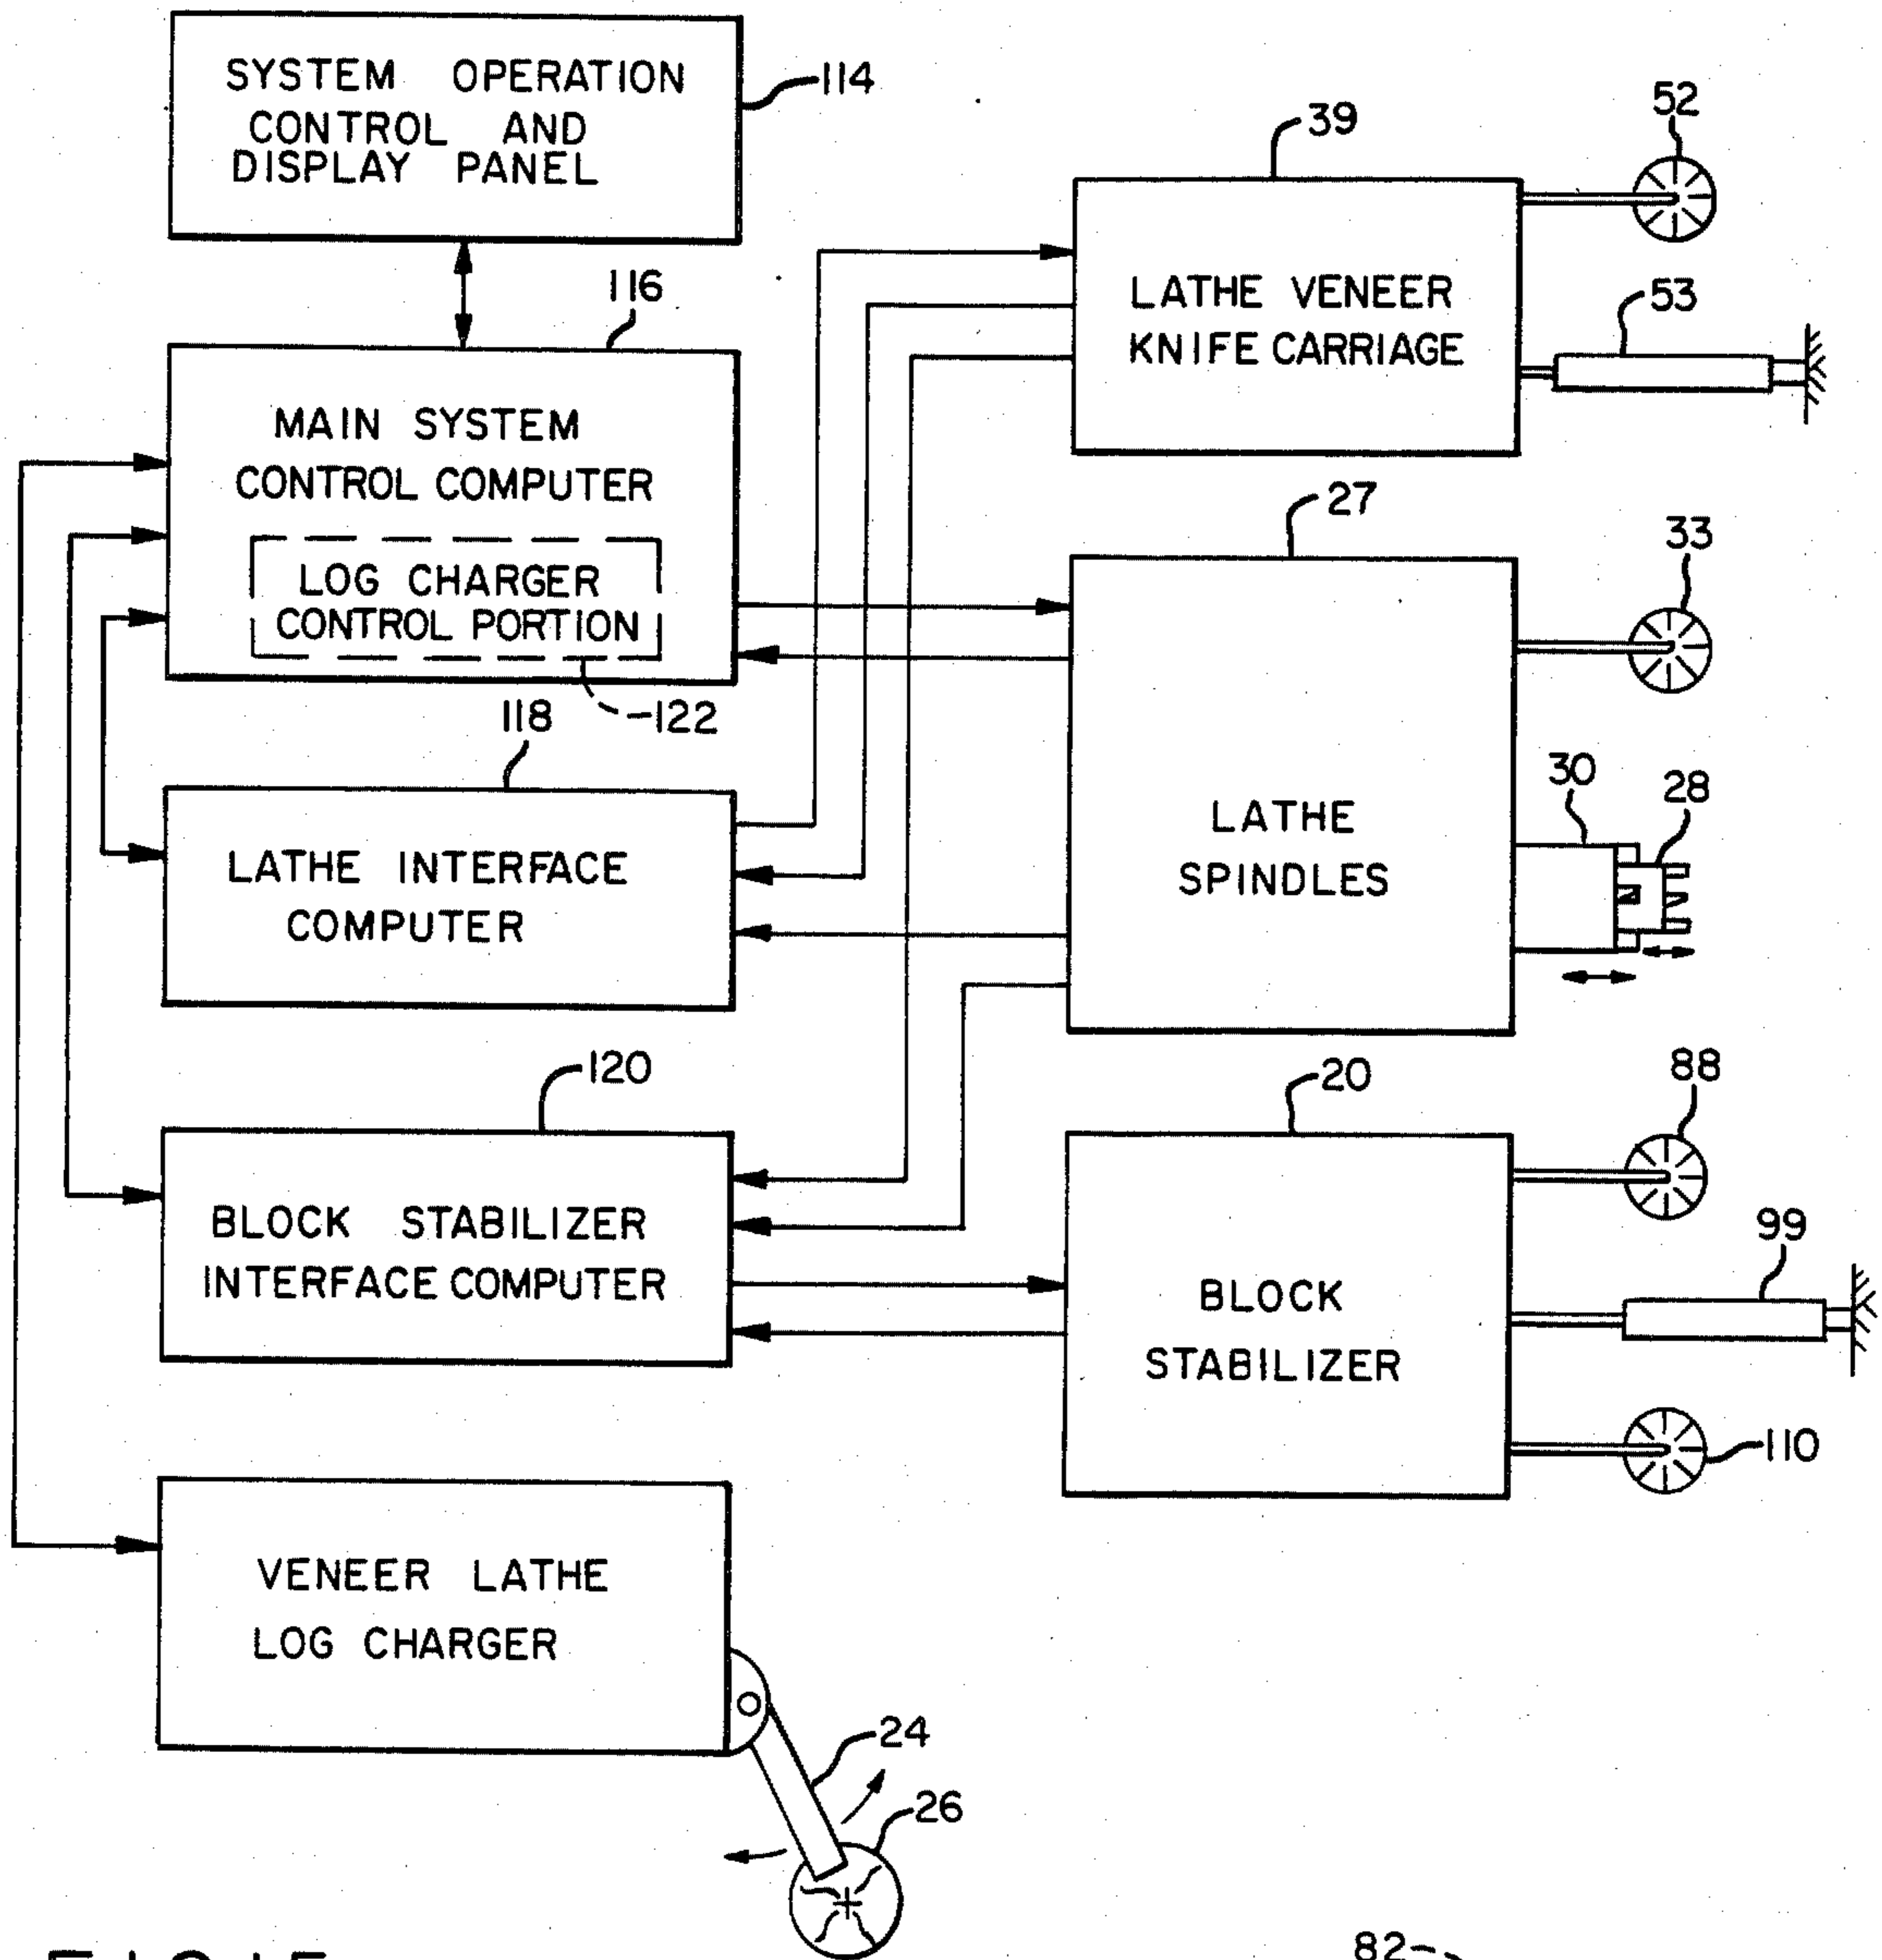 SYSTEM OPERATION
CONTROL AND
DISPLAY PANEL
114
116
MAIN SYSTEM
CONTROL COMPUTER
LOG CHARGER
CONTROL PORTION
122
118
LATHE INTERFACE
COMPUTER
120
BLOCK STABILIZER
INTERFACE COMPUTER
VENEER LATHE
LOG CHARGER
24
26
39
52
LATHE VENEER
KNIFE CARRIAGE
53
27
33
LATHE
SPINDLES
30
28
20
88
BLOCK
STABILIZER
99
110
82